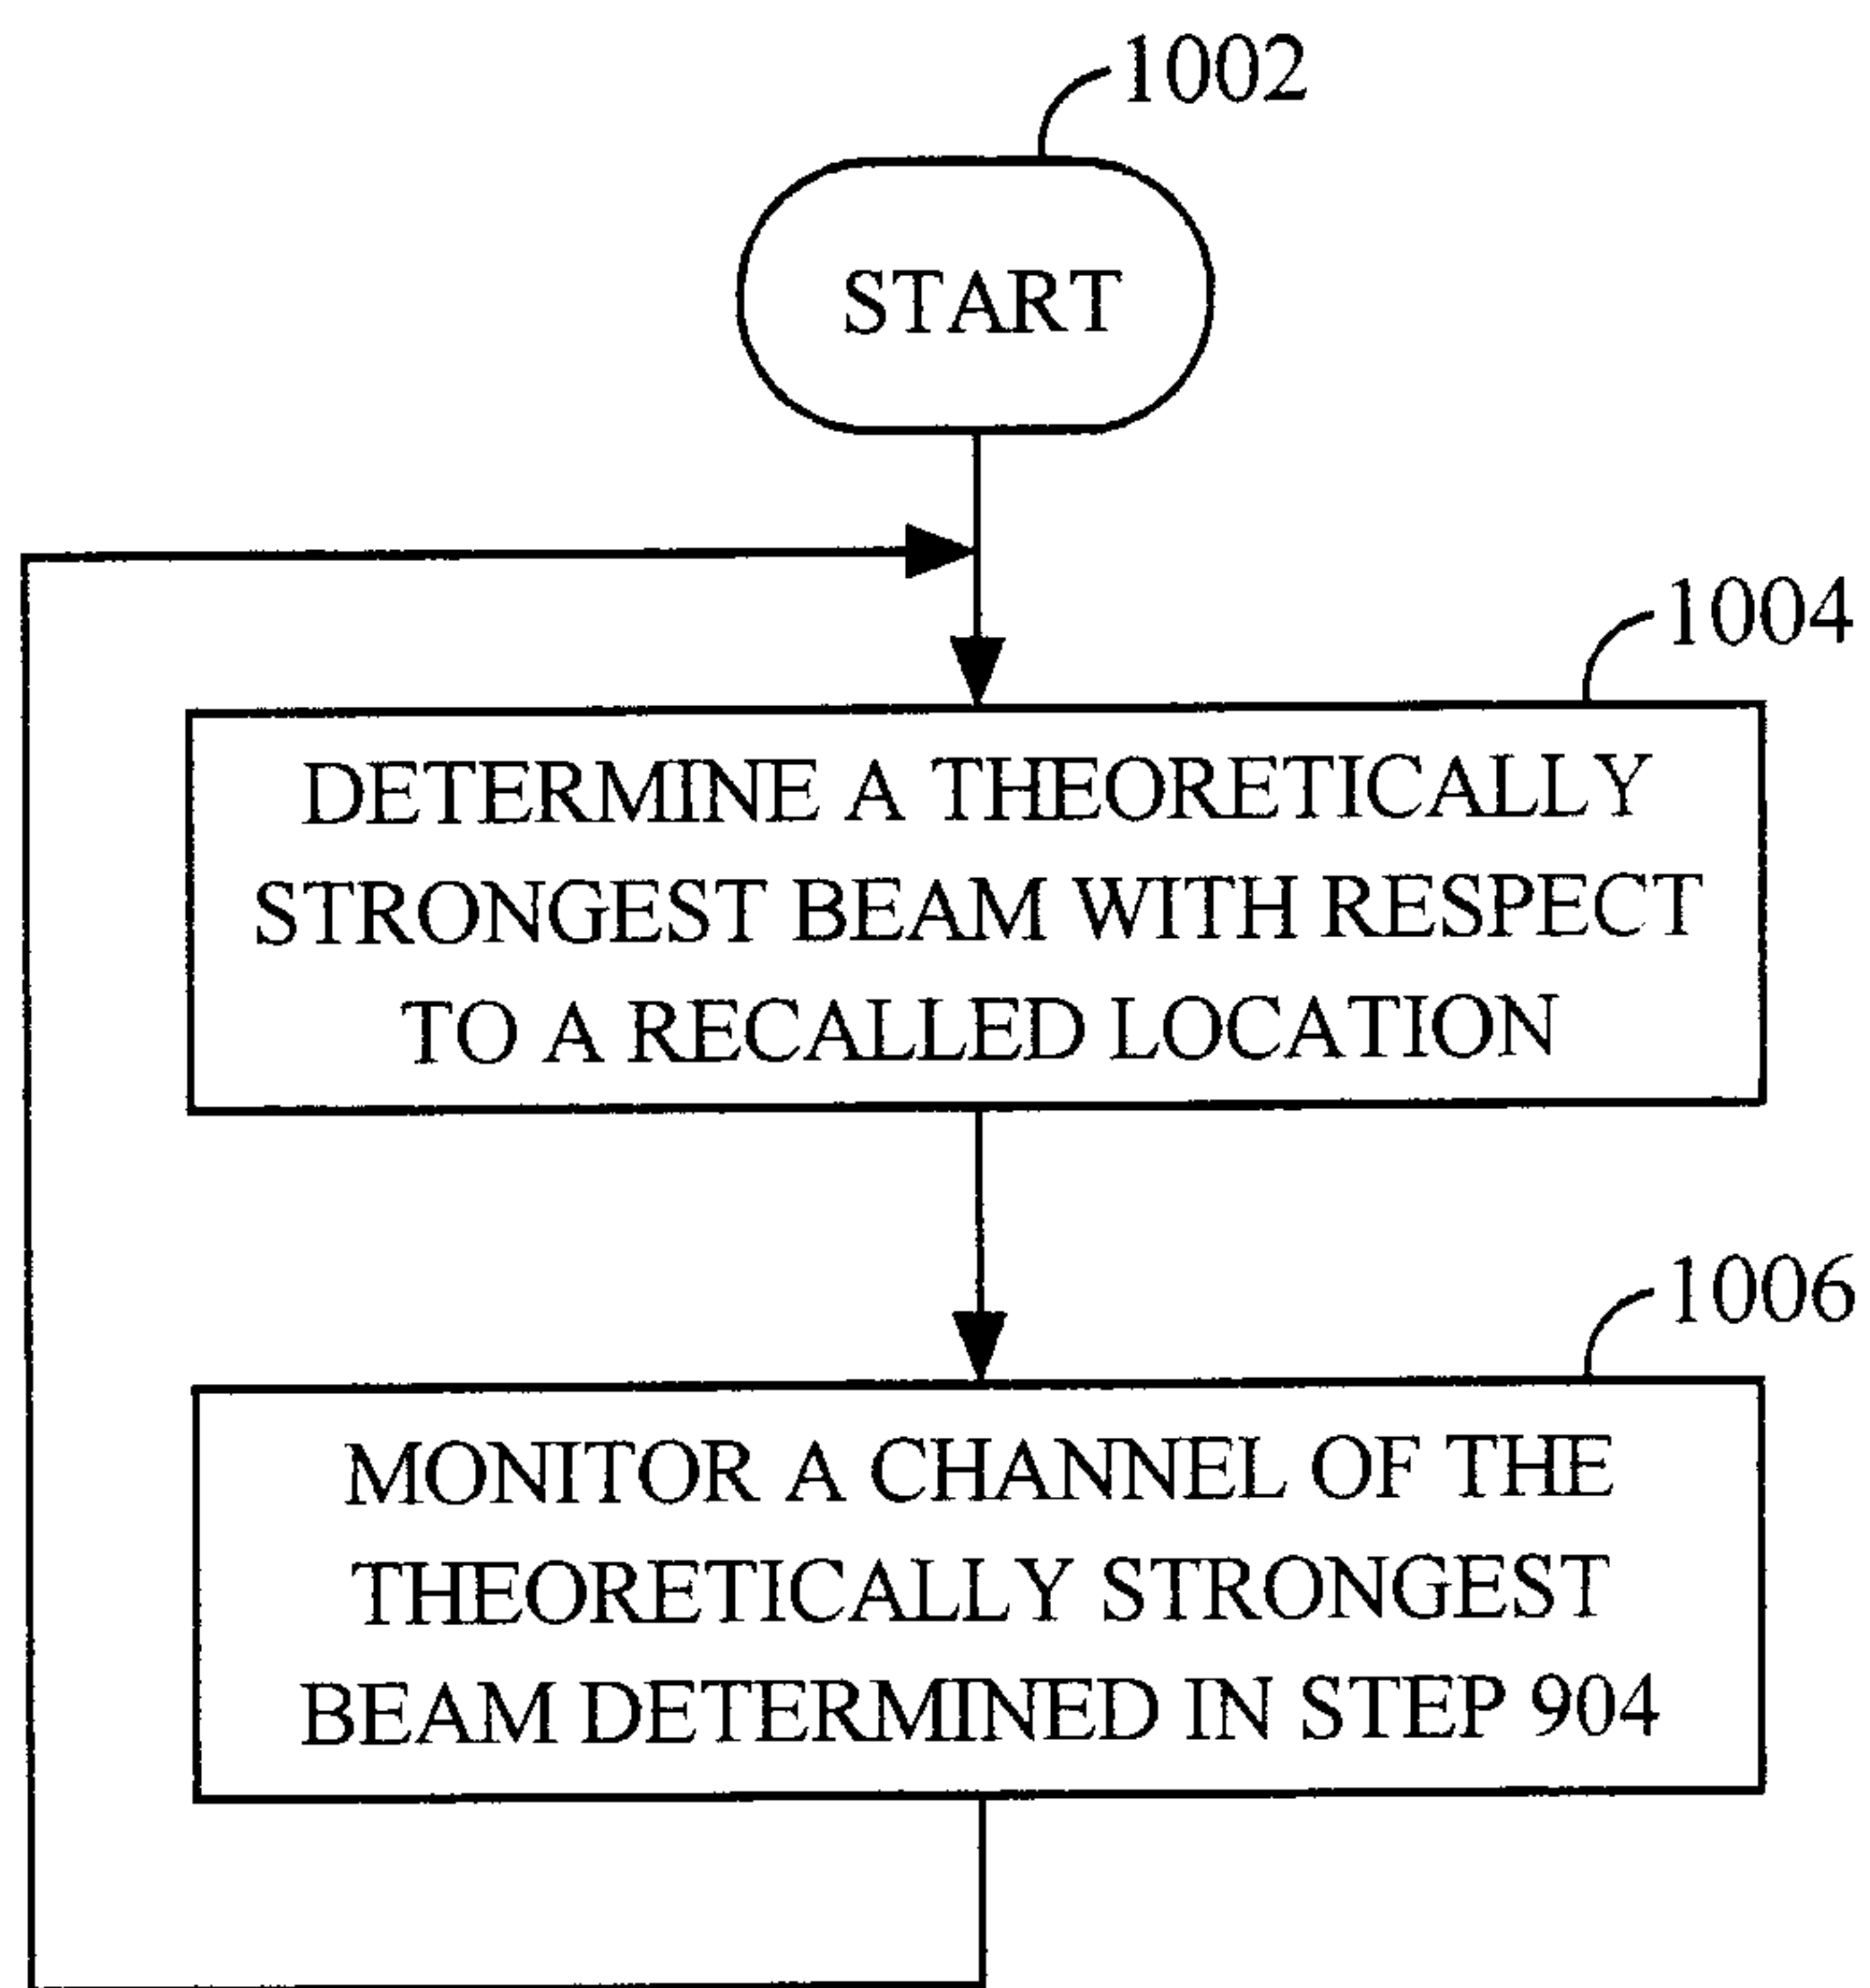 1002
START
1004
DETERMINE A THEORETICALLY
STRONGEST BEAM WITH RESPECT
TO A RECALLED LOCATION
1006
MONITOR A CHANNEL OF THE
THEORETICALLY STRONGEST
BEAM DETERMINED IN STEP 904